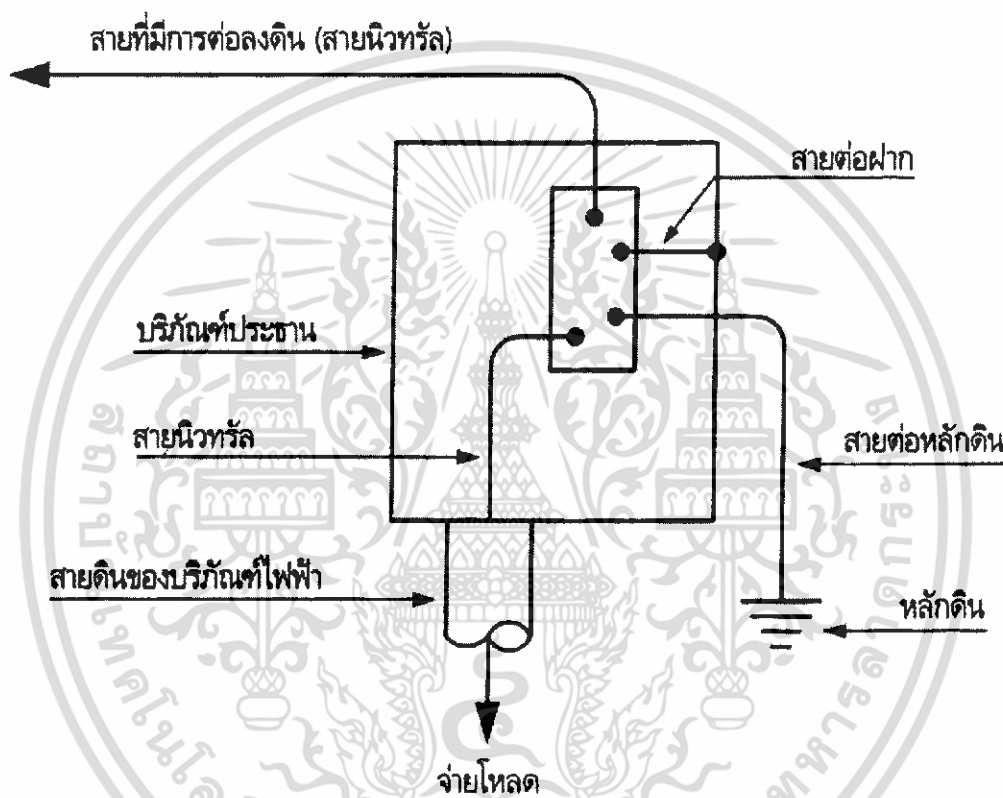 สายที่มีการต่อลงดิน (สายนิวทรัล)
สายต่อฝาก
บริภัณฑ์ประธาน
สายนิวทรัล
สายต่อหลักดิน
สายดินของบริภัณฑ์ไฟฟ้า
หลักดิน
จ่ายโหลด